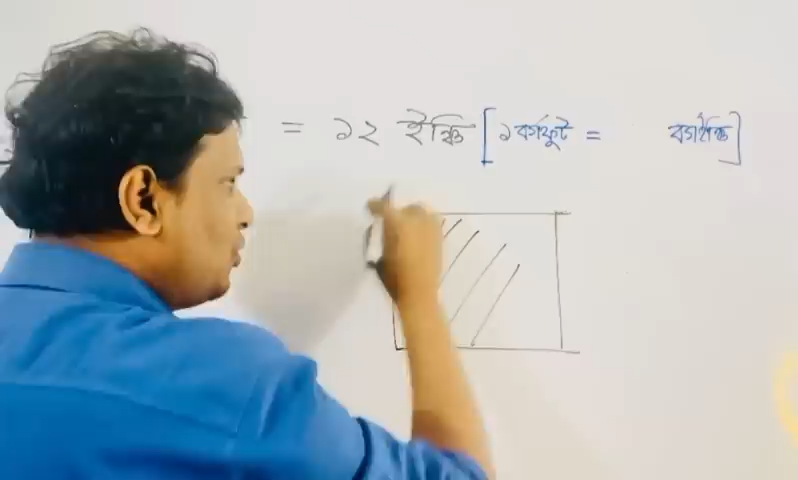 = ১২ ইঞ্চি [১ বর্গফুট = বর্গইঞ্চি]